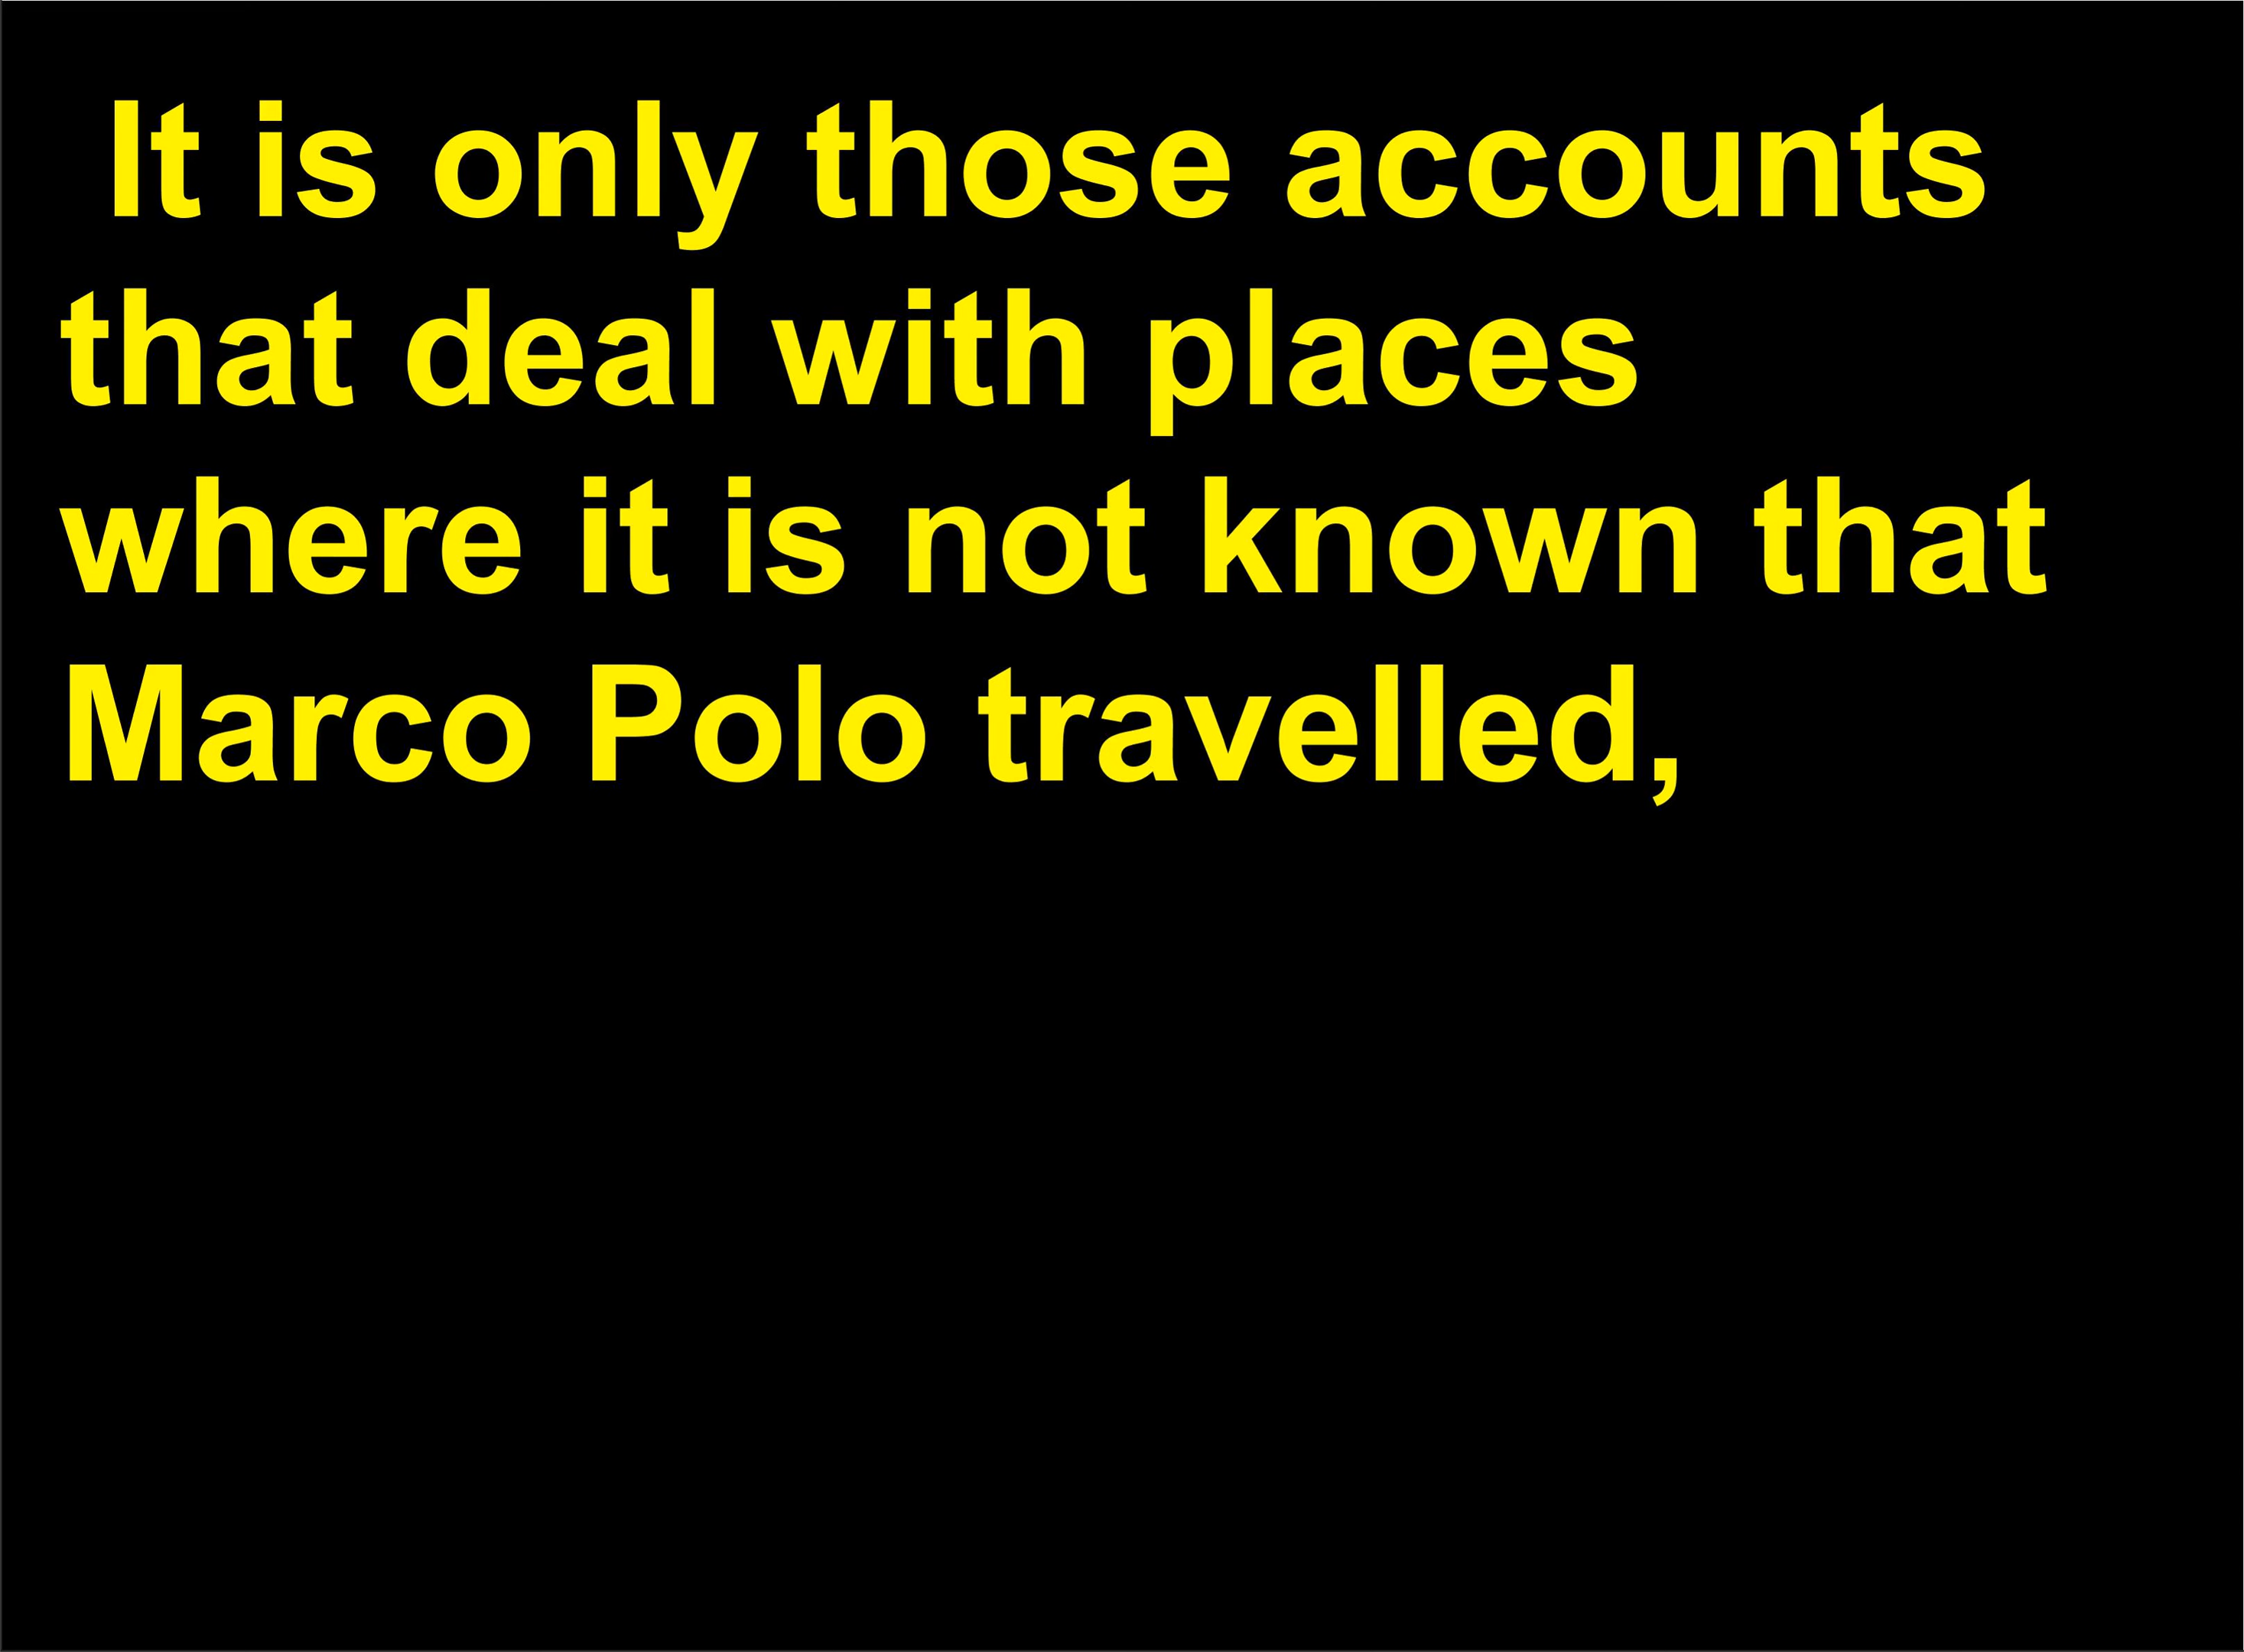 It is only those accounts
that deal with places
where it is not known that
Marco Polo travelled,